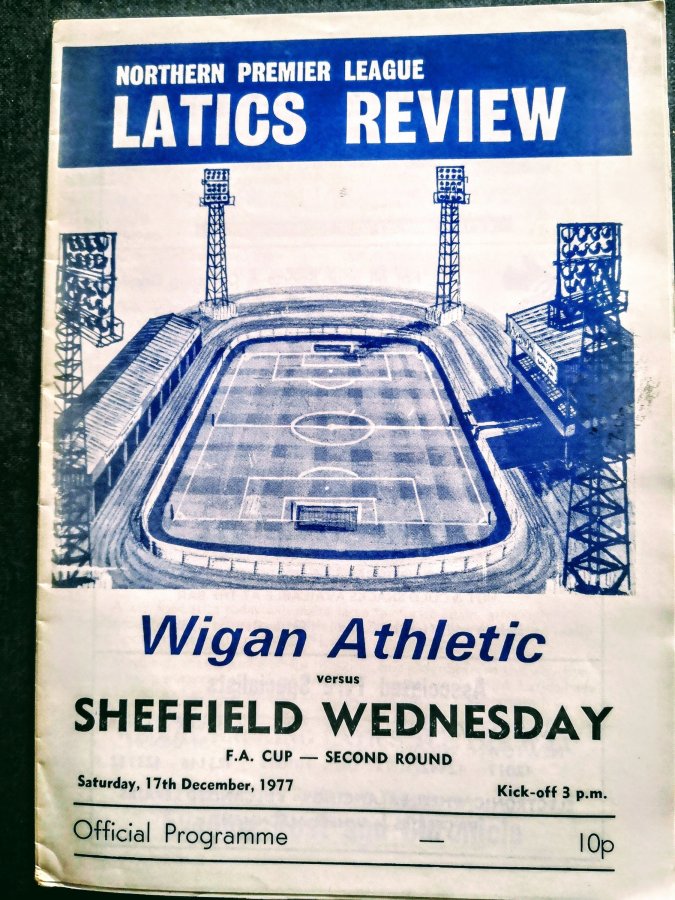 NORTHERN PREMIER LEAGUE
LATICS REVIEW
Wigan Athletic
versus
SHEFFIELD WEDNESDAY
F.A. CUP — SECOND ROUND
Saturday, 17th December, 1977
Kick-off 3 p.m.
Official Programme — 10p